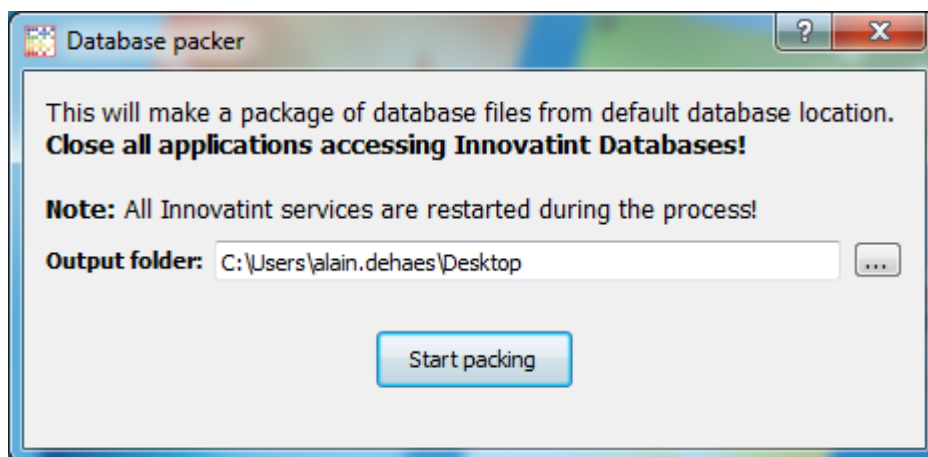 Database packer
This will make a package of database files from default database location.
Close all applications accessing Innovatint Databases!
Note: All Innovatint services are restarted during the process!
Output folder: C:\Users\alain.dehaes\Desktop ...
Start packing